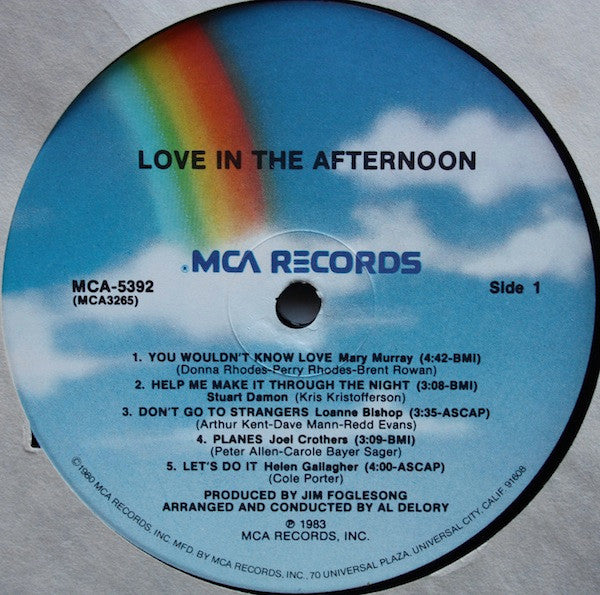 LOVE IN THE AFTERNOON
®MCA RECORDS
MCA-5392
(MCA3265)
Side 1
1. YOU WOULDN'T KNOW LOVE Mary Murray (4:42-BMI)
(Donna Rhodes-Perry Rhodes-Brent Rowan)
2. HELP ME MAKE IT THROUGH THE NIGHT (3:08-BMI)
Stuart Damon (Kris Kristofferson)
3. DON'T GO TO STRANGERS Loanne Bishop (3:35-ASCAP)
(Arthur Kent-Dave Mann-Redd Evans)
4. PLANES Joel Crothers (3:09-BMI)
(Peter Allen-Carole Bayer Sager)
5. LET'S DO IT Helen Gallagher (4:00-ASCAP)
(Cole Porter)
PRODUCED BY JIM FOGLESONG
ARRANGED AND CONDUCTED BY AL DELORY
℗ 1983
MCA RECORDS, INC.
©1980 MCA RECORDS, INC. MFD. BY MCA RECORDS, INC., 70 UNIVERSAL PLAZA, UNIVERSAL CITY, CALIF. 91608